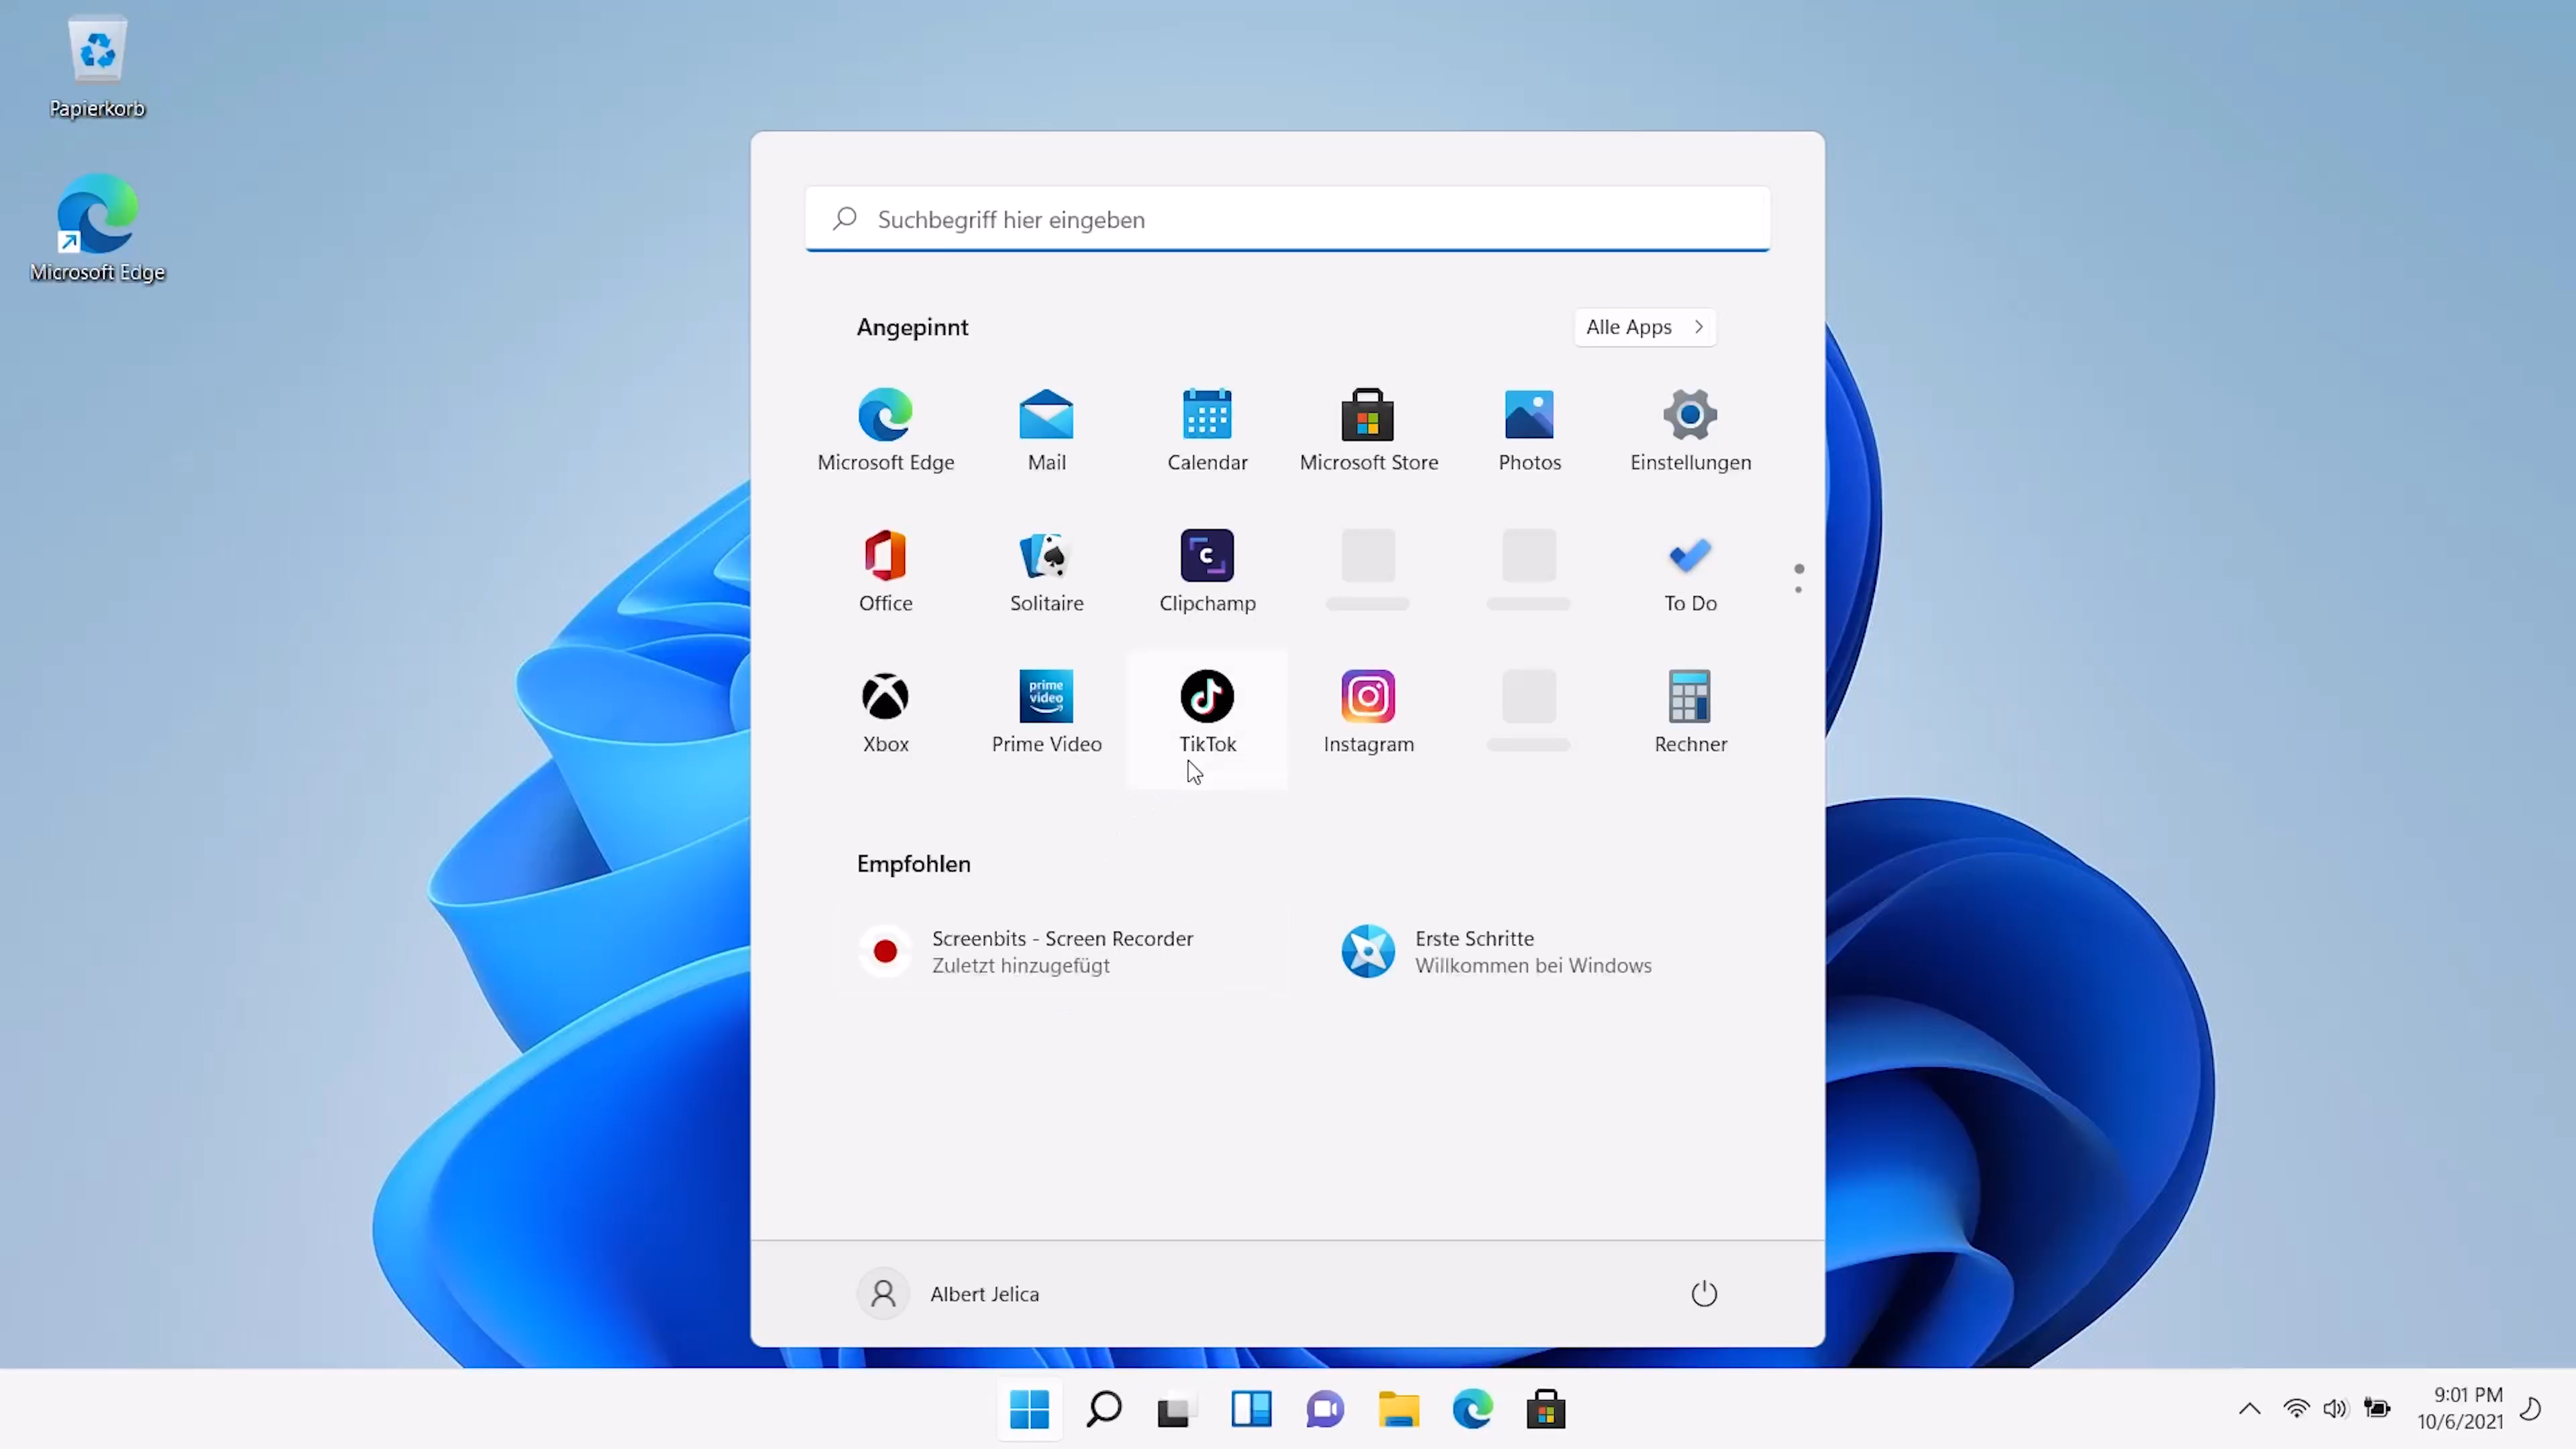 Papierkorb
Microsoft Edge
Suchbegriff hier eingeben
Angepinnt
Alle Apps
Microsoft Edge
Mail
Calendar
Microsoft Store
Photos
Einstellungen
Office
Solitaire
Clipchamp
To Do
Xbox
prime video
Prime Video
TikTok
Instagram
Rechner
Empfohlen
Screenbits - Screen Recorder
Zuletzt hinzugefügt
Erste Schritte
Willkommen bei Windows
Albert Jelica
9:01 PM
10/6/2021